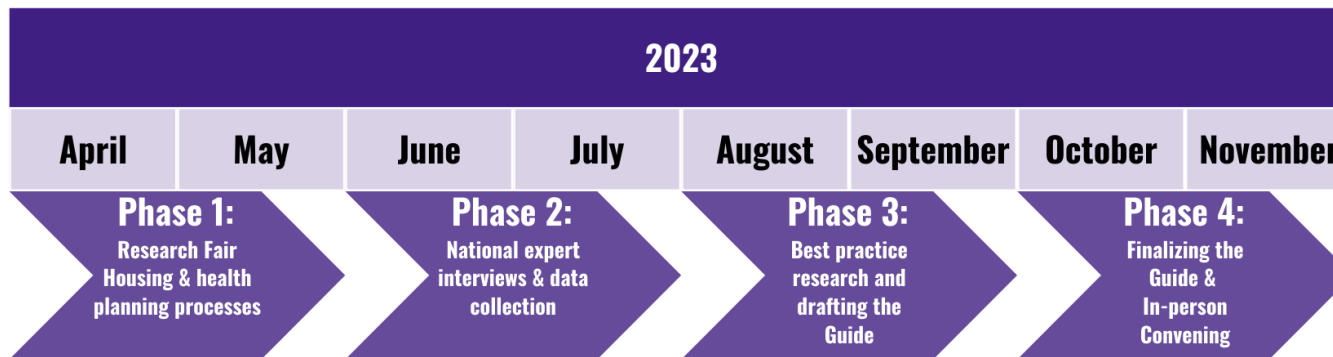 2023
April May June July August September October November
Phase 1:
Research Fair
Housing & health
planning processes
Phase 2:
National expert
interviews & data
collection
Phase 3:
Best practice
research and
drafting the
Guide
Phase 4:
Finalizing the
Guide &
In-person
Convening